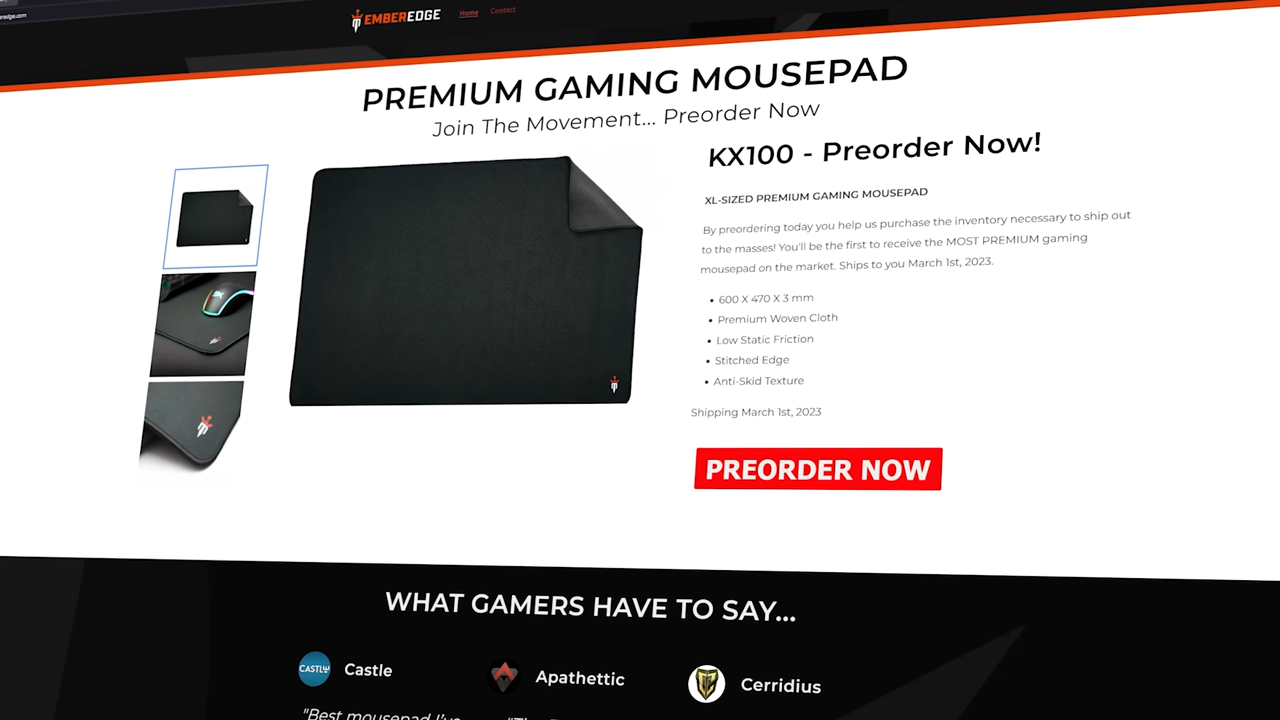 eredge.com
EMBEREDGE
Home
Contact
PREMIUM GAMING MOUSEPAD
Join The Movement... Preorder Now
KX100 - Preorder Now!
XL-SIZED PREMIUM GAMING MOUSEPAD
By preordering today you help us purchase the inventory necessary to ship out
to the masses! You'll be the first to receive the MOST PREMIUM gaming
mousepad on the market. Ships to you March 1st, 2023.
• 600 X 470 X 3 mm
• Premium Woven Cloth
• Low Static Friction
• Stitched Edge
• Anti-Skid Texture
Shipping March 1st, 2023
PREORDER NOW
WHAT GAMERS HAVE TO SAY...
CASTLE
Castle
Apathettic
Cerridius
"Best mousepad I've